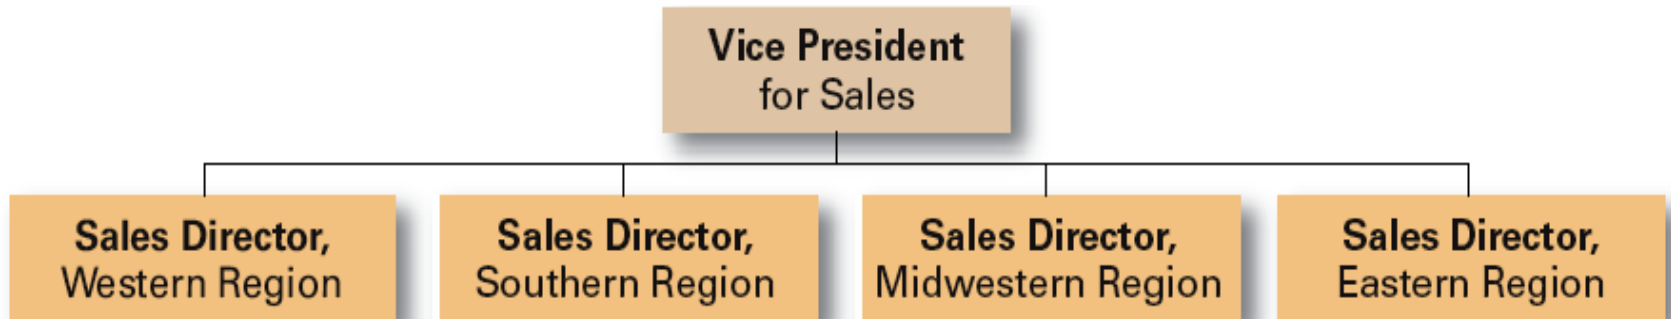 Vice President
for Sales
Sales Director,
Western Region
Sales Director,
Southern Region
Sales Director,
Midwestern Region
Sales Director,
Eastern Region